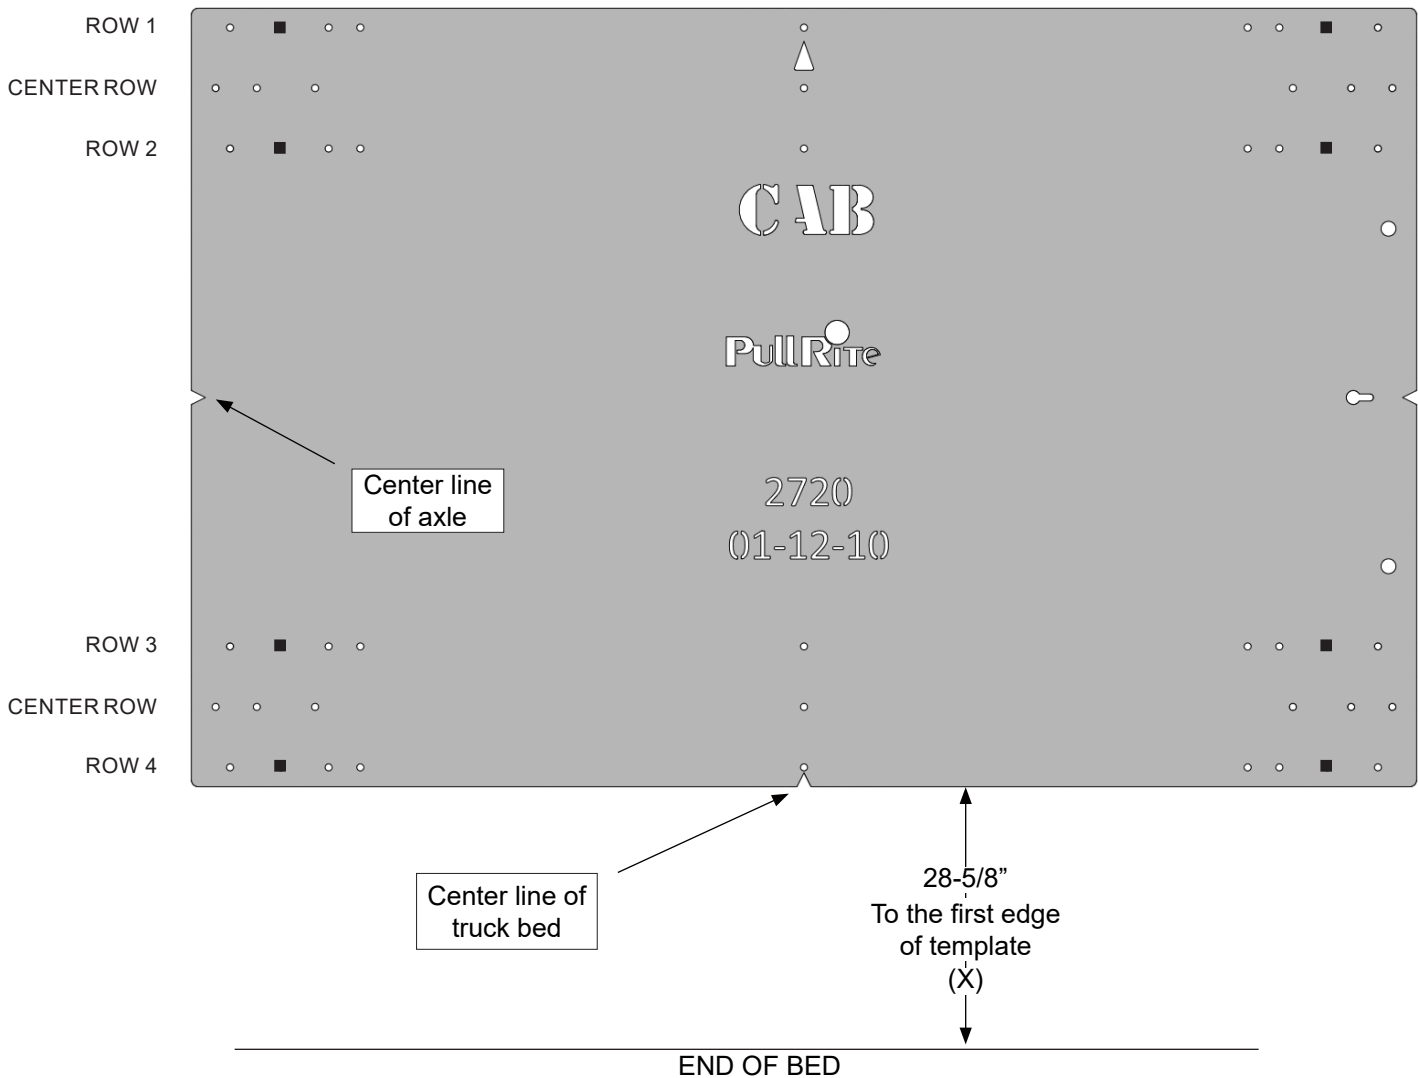 ROW 1
CENTER ROW
ROW 2
CAB
PullRite
Center line
of axle
2720
01-12-10
ROW 3
CENTER ROW
ROW 4
Center line of
truck bed
28-5/8”
To the first edge
of template
(X)
END OF BED